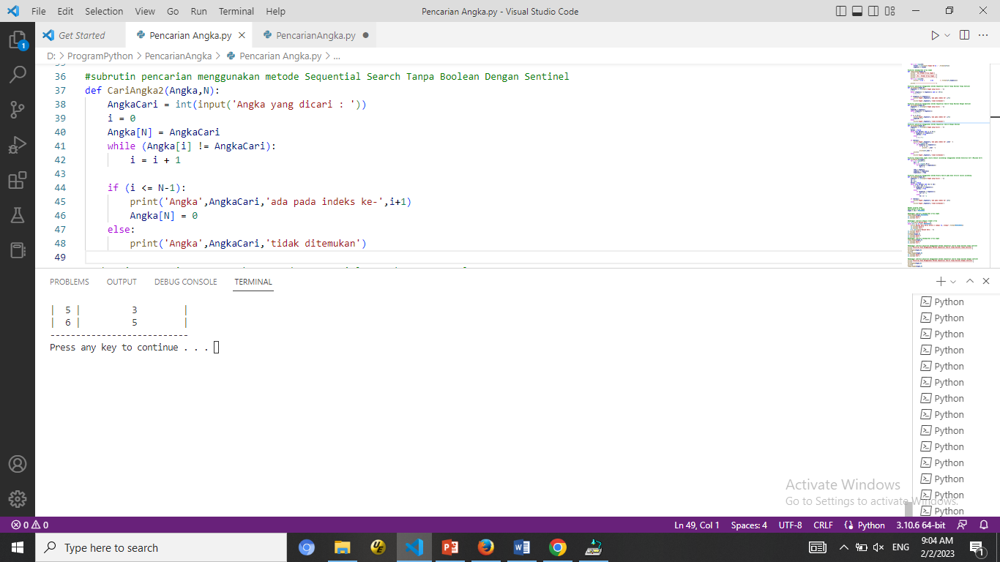 File Edit Selection View Go Run Terminal Help Pencarian Angka.py - Visual Studio Code
Get Started Pencarian Angka.py PencarianAngka.py
D: > ProgramPython > PencarianAngka > Pencarian Angka.py > ...
36 #subrutin pencarian menggunakan metode Sequential Search Tanpa Boolean Dengan Sentinel
37 def CariAngka2(Angka,N):
38 AngkaCari = int(input('Angka yang dicari : '))
39 i = 0
40 Angka[N] = AngkaCari
41 while (Angka[i] != AngkaCari):
42 i = i + 1
43
44 if (i <= N-1):
45 print('Angka',AngkaCari,'ada pada indeks ke-',i+1)
46 Angka[N] = 0
47 else:
48 print('Angka',AngkaCari,'tidak ditemukan')
49
PROBLEMS OUTPUT DEBUG CONSOLE TERMINAL
| 5 | 3 |
| 6 | 5 |
---------------------------
Press any key to continue . . .
Python
Python
Python
Python
Python
Python
Python
Python
Python
Python
Python
Python
Python
Python
1
Activate Windows
Go to Settings to activate Windows.
0 0 Ln 49, Col 1 Spaces: 4 UTF-8 CRLF Python 3.10.6 64-bit
Type here to search ENG 9:04 AM
2/2/2023 1